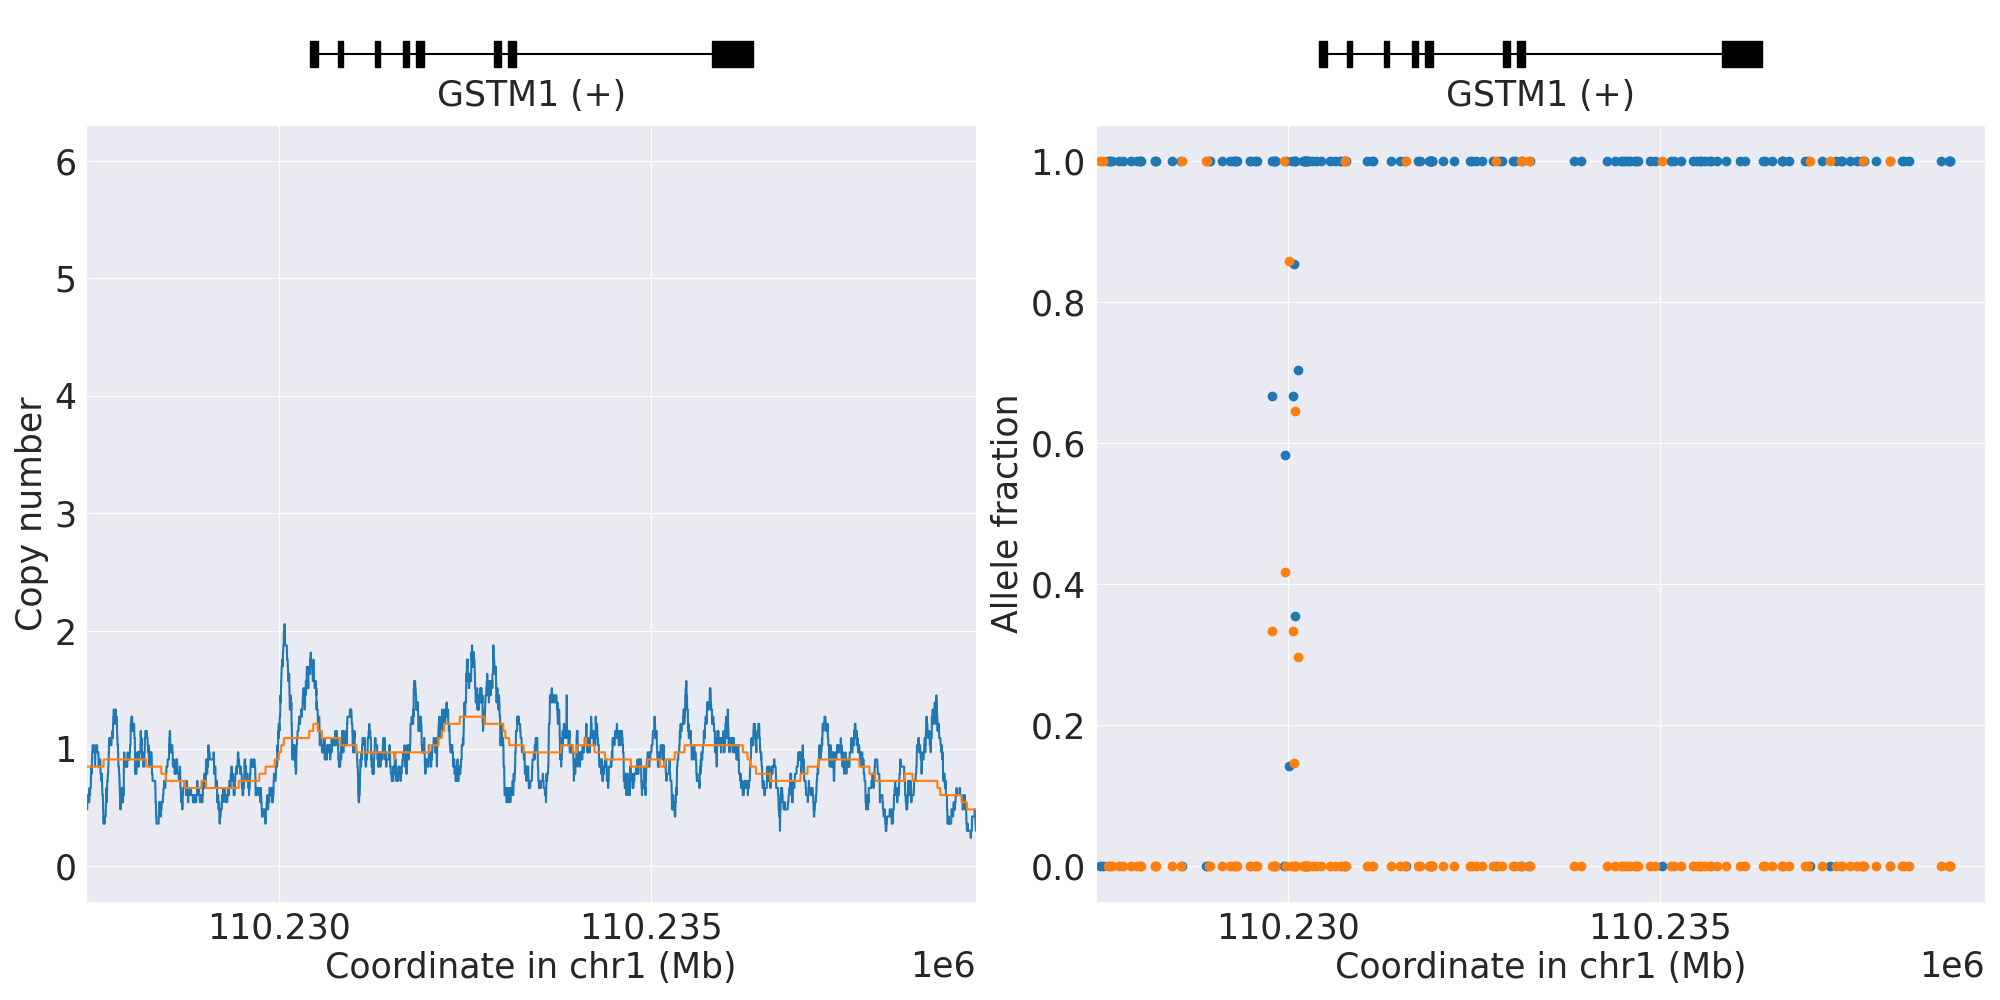 GSTM1 (+)
6
5
4
3
2
1
0
Copy number
110.230
110.235
Coordinate in chr1 (Mb)
1e6
GSTM1 (+)
1.0
0.8
0.6
0.4
0.2
0.0
Allele fraction
110.230
110.235
Coordinate in chr1 (Mb)
1e6